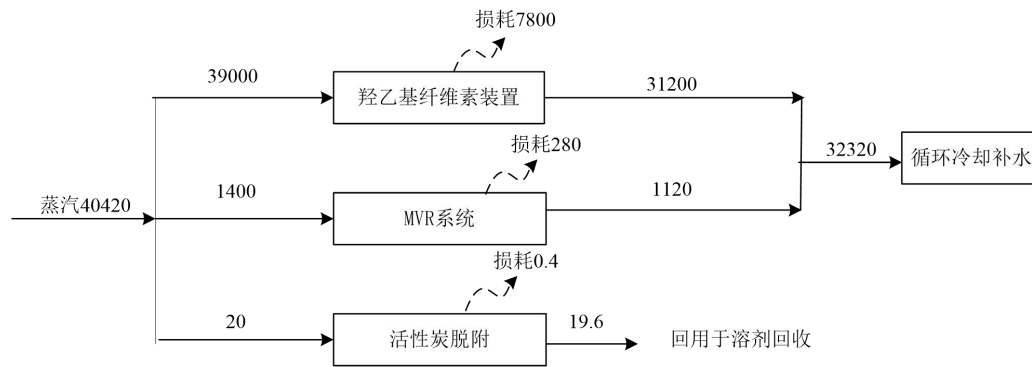 损耗7800
39000
羟乙基纤维素装置
31200
损耗280
32320
循环冷却补水
蒸汽40420
1400
MVR系统
1120
损耗0.4
20
活性炭脱附
19.6
回用于溶剂回收